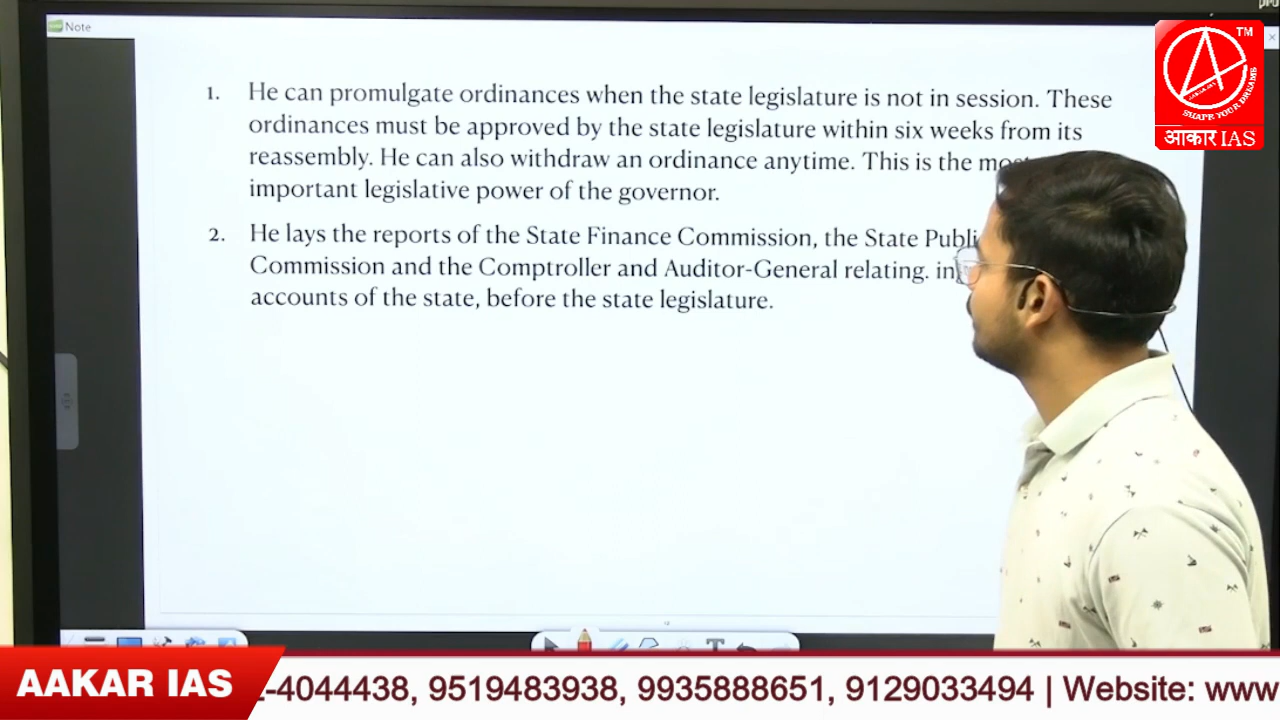 Note
TM
SHAPE YOUR DREAMS
आकार IAS
1. He can promulgate ordinances when the state legislature is not in session. These
ordinances must be approved by the state legislature within six weeks from its
reassembly. He can also withdraw an ordinance anytime. This is the
important legislative power of the governor.
2. He lays the reports of the State Finance Commission, the State
Commission and the Comptroller and Auditor-General relating.
accounts of the state, before the state legislature.
AAKAR IAS
-4044438, 9519483938, 9935888651, 9129033494 | Website: www